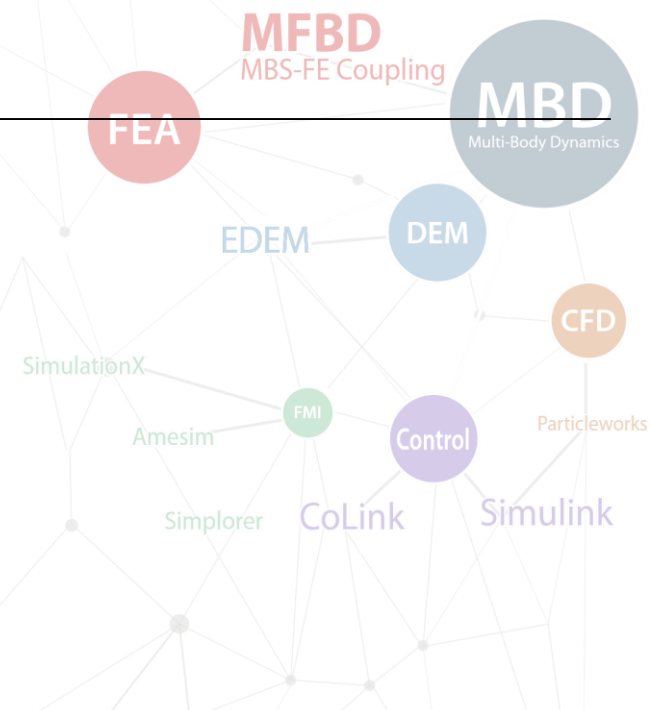 MFBD
MBS-FE Coupling
MBD
Multi-Body Dynamics
FEA
EDEM
DEM
CFD
SimulationX
FMI
Amesim
Control
Particleworks
Simplorer
CoLink
Simulink